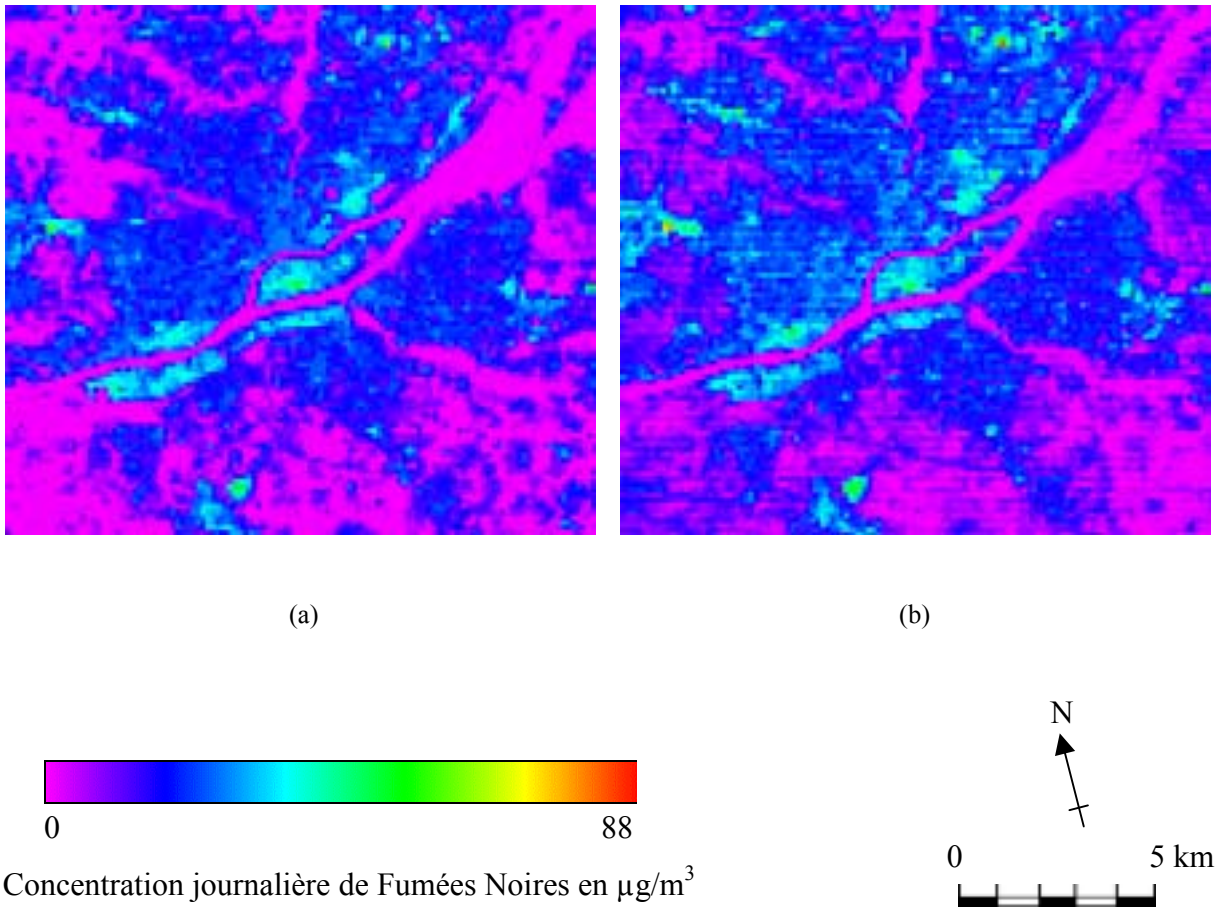 (a)
(b)
N
0 88
0 5 km
Concentration journalière de Fumées Noires en µg/m³